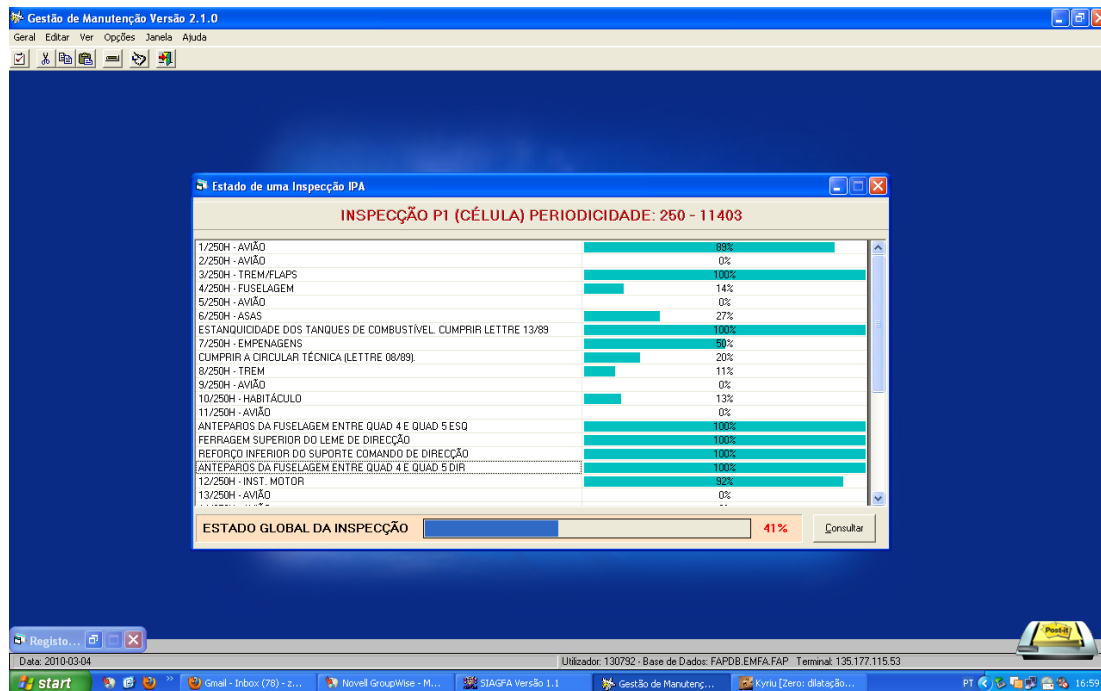 Gestão de Manutenção Versão 2.1.0
Geral Editar Ver Opções Janela Ajuda
Estado de uma Inspecção IPA
INSPECÇÃO P1 (CÉLULA) PERIODICIDADE: 250 - 11403
1/250H - AVIÃO 89%
2/250H - AVIÃO 0%
3/250H - TREM/FLAPS 100%
4/250H - FUSELAGEM 14%
5/250H - AVIÃO 0%
6/250H - ASAS 27%
ESTANQUICIDADE DOS TANQUES DE COMBUSTÍVEL. CUMPRIR LETTRE 13/89 100%
7/250H - EMPENAGENS 50%
CUMPRIR A CIRCULAR TÉCNICA (LETTRE 08/89). 20%
8/250H - TREM 11%
9/250H - AVIÃO 0%
10/250H - HABITÁCULO 13%
11/250H - AVIÃO 0%
ANTEPAROS DA FUSELAGEM ENTRE QUAD 4 E QUAD 5 ESQ 100%
FERRAGEM SUPERIOR DO LEME DE DIRECÇÃO 100%
REFORÇO INFERIOR DO SUPORTE COMANDO DE DIRECÇÃO 100%
ANTEPAROS DA FUSELAGEM ENTRE QUAD 4 E QUAD 5 DIR 100%
12/250H - INST. MOTOR 92%
13/250H - AVIÃO 0%
ESTADO GLOBAL DA INSPECÇÃO 41% Consultar
Registo...
Post-it
Data: 2010-03-04 Utilizador: 130792 - Base de Dados: FAPDB.EMFA.FAP Terminal: 135.177.115.53
start Gmail - Inbox (78) - z... Novell GroupWise - M... SIAGFA Versão 1.1 Gestão de Manutenç... Kyriu [Zero: dilatação... PT 16:59